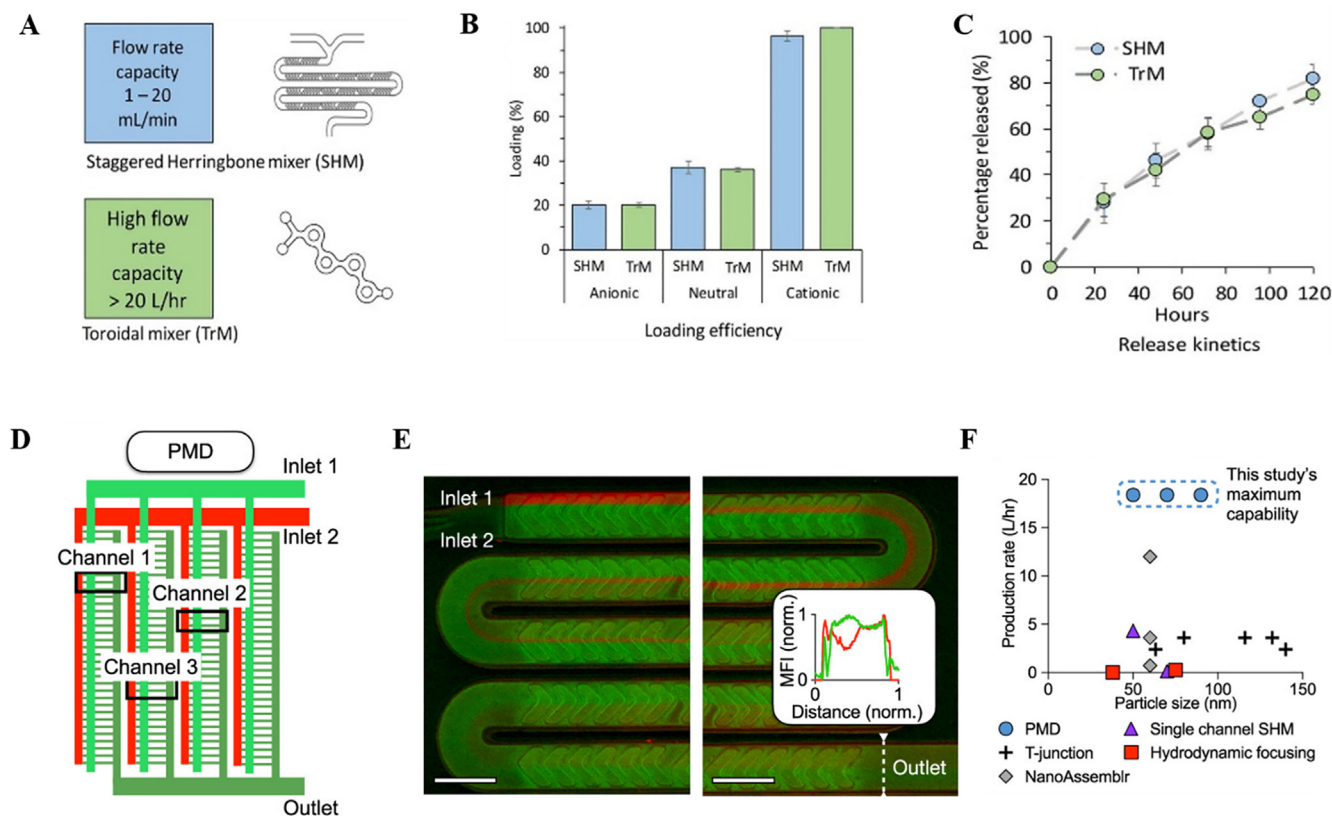 A
Flow rate
capacity
1 – 20
mL/min
Staggered Herringbone mixer (SHM)
High flow
rate
capacity
> 20 L/hr
Toroidal mixer (TrM)
B
Loading (%)
100
80
60
40
20
0
SHM TrM SHM TrM SHM TrM
Anionic Neutral Cationic
Loading efficiency
C
Percentage released (%)
100
80
60
40
20
0
SHM
TrM
0 20 40 60 80 100 120
Hours
Release kinetics
D
PMD
Inlet 1
Inlet 2
Channel 1
Channel 2
Channel 3
Outlet
E
Inlet 1
Inlet 2
MFI (norm.)
1
0
0 1
Distance (norm.)
Outlet
F
Production rate (L/hr)
20
15
10
5
0
This study's
maximum
capability
0 50 100 150
Particle size (nm)
PMD
Single channel SHM
T-junction
Hydrodynamic focusing
NanoAssemblr